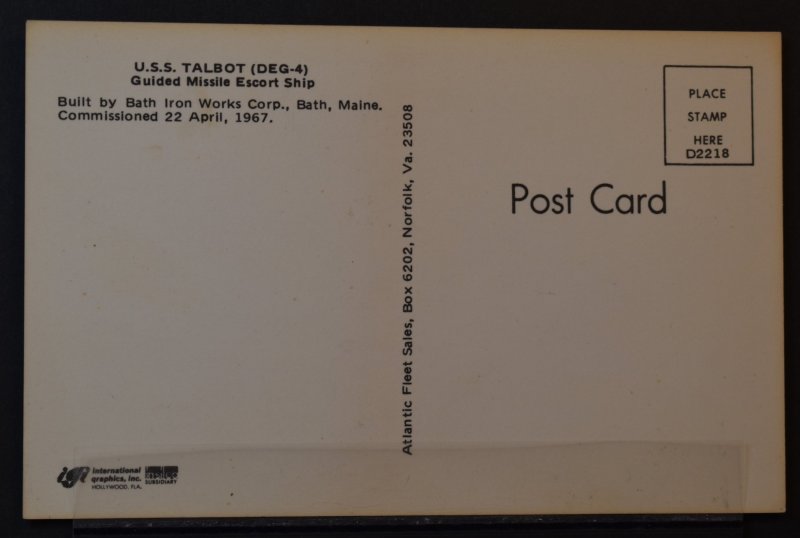 U.S.S. TALBOT (DEG-4)
Guided Missile Escort Ship
Built by Bath Iron Works Corp., Bath, Maine.
Commissioned 22 April, 1967.
Atlantic Fleet Sales, Box 6202, Norfolk, Va. 23508
PLACE
STAMP
HERE
D2218
Post Card
international
graphics, inc.
HOLLYWOOD, FLA.
SUBSIDIARY